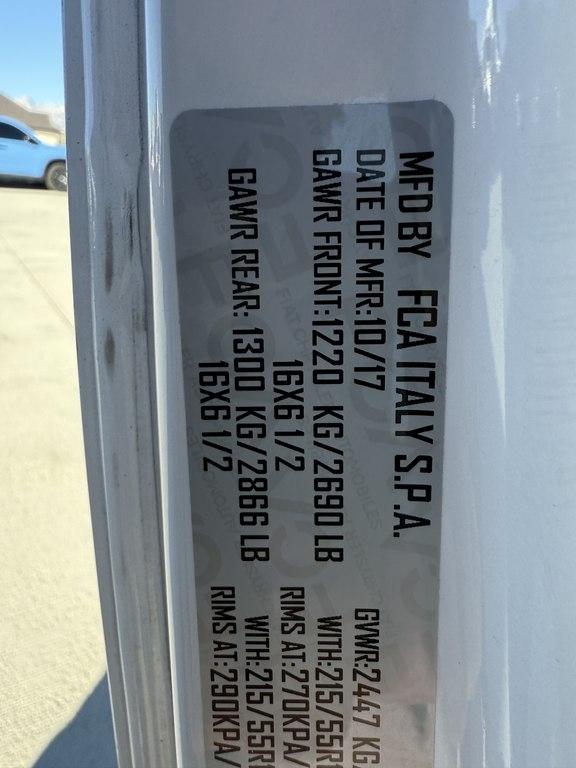 MFD BY FCA ITALY S.P.A.
DATE OF MFR:10/17 GVWR:2447 KG/
GAWR FRONT:1220 KG/2690 LB WITH:215/55R1
16X6 1/2 RIMS AT:270KPA/
GAWR REAR: 1300 KG/2866 LB WITH:215/55R1
16X6 1/2 RIMS AT:290KPA/